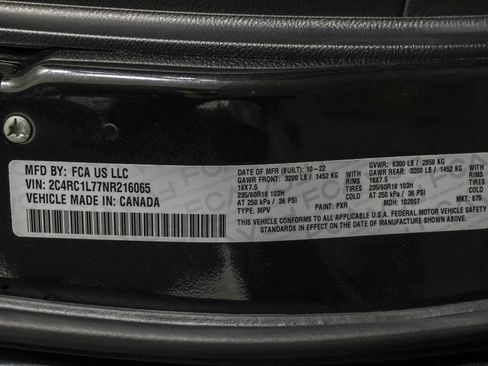 MFD BY: FCA US LLC
VIN: 2C4RC1L77NR216065
VEHICLE MADE IN: CANADA
DATE OF MFR (BUILT): 10-22 GVWR: 6300 LB / 2858 KG
GAWR FRONT: 3200 LB / 1452 KG WITH GAWR REAR: 3200 LB / 1452 KG WITH
18X7.5 RIMS 18X7.5 RIMS
235/60R18 103H TIRES 235/60R18 103H TIRES
AT 250 kPa / 36 PSI COLD AT 250 kPa / 36 PSI COLD
TYPE: MPV PAINT: PXR MDH: 102807 MKT: 875
THIS VEHICLE CONFORMS TO ALL APPLICABLE U.S.A. FEDERAL MOTOR VEHICLE SAFETY
STANDARDS IN EFFECT ON THE DATE OF MANUFACTURE SHOWN ABOVE.